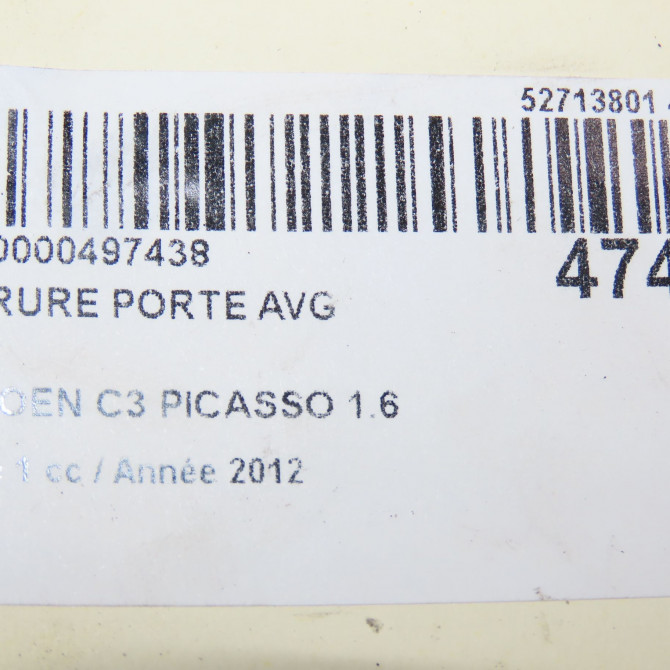 52713801
0000497438
474
RURE PORTE AVG
OEN C3 PICASSO 1.6
1 cc / Année 2012